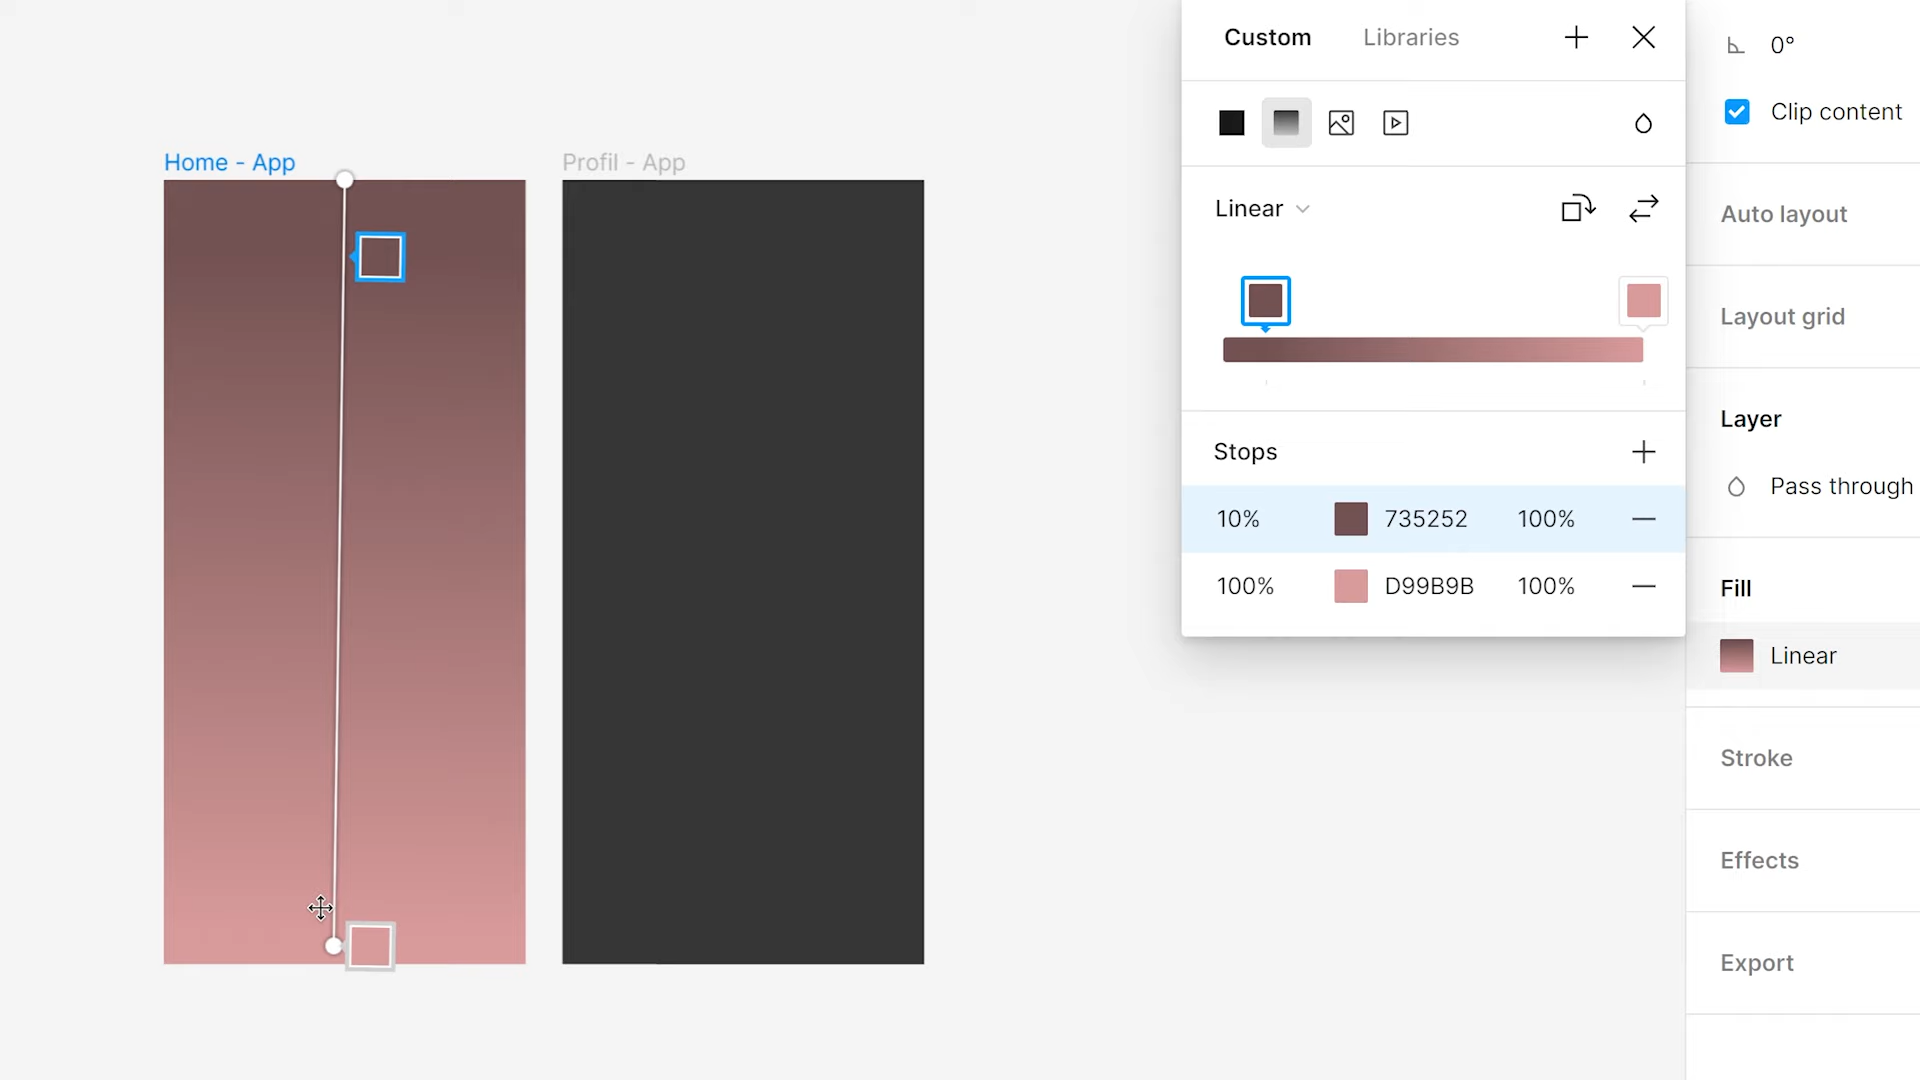 Home - App
Profil - App
Custom
Libraries
Linear
Stops
10%
735252
100%
100%
D99B9B
100%
0°
Clip content
Auto layout
Layout grid
Layer
Pass through
Fill
Linear
Stroke
Effects
Export